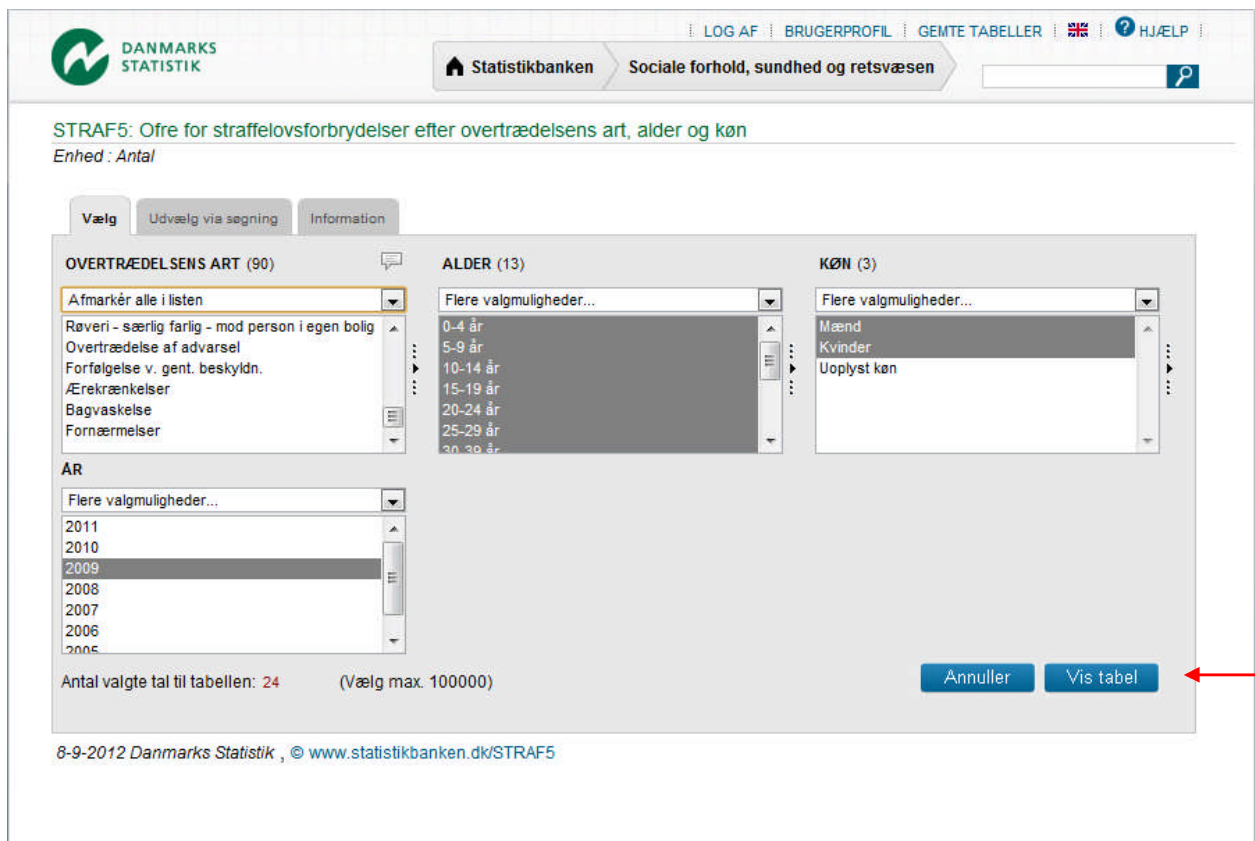 LOG AF BRUGERPROFIL GEMTE TABELLER HJÆLP
DANMARKS
STATISTIK
Statistikbanken Sociale forhold, sundhed og retsvæsen
STRAF5: Ofre for straffelovsforbrydelser efter overtrædelsens art, alder og køn
Enhed : Antal
Vælg Udvælg via søgning Information
OVERTRÆDELSENS ART (90)
Afmarkér alle i listen
Røveri - særlig farlig - mod person i egen bolig
Overtrædelse af advarsel
Forfølgelse v. gent. beskyldn.
Ærekrænkelser
Bagvaskelse
Fornærmelser
ALDER (13)
Flere valgmuligheder...
0-4 år
5-9 år
10-14 år
15-19 år
20-24 år
25-29 år
30-39 år
KØN (3)
Flere valgmuligheder...
Mænd
Kvinder
Uoplyst køn
ÅR
Flere valgmuligheder...
2011
2010
2009
2008
2007
2006
2005
Antal valgte tal til tabellen: 24 (Vælg max. 100000)
Annuller Vis tabel
8-9-2012 Danmarks Statistik , © www.statistikbanken.dk/STRAF5